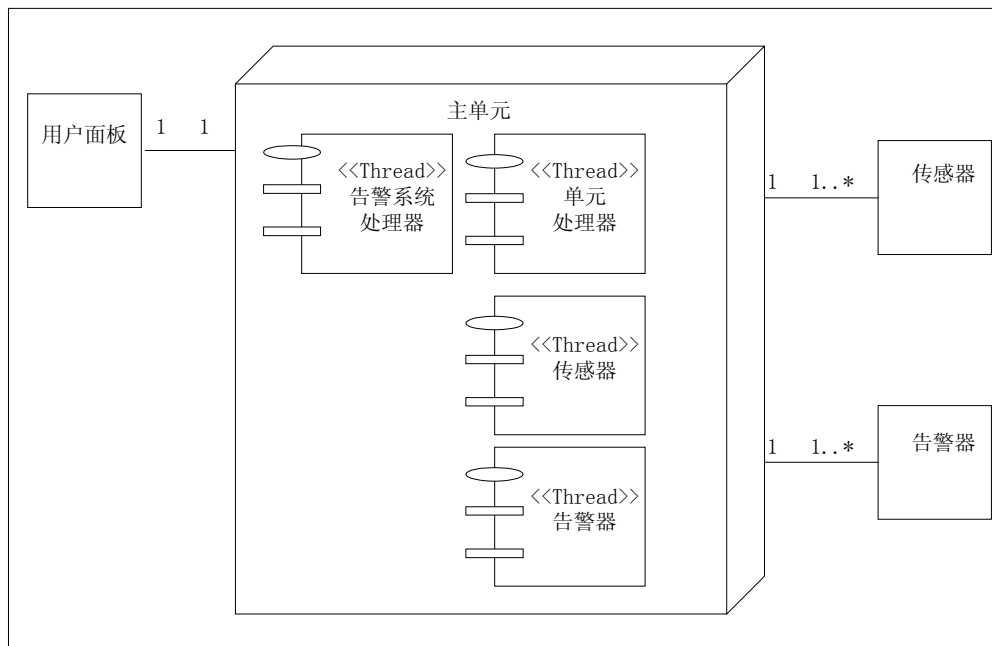 主单元
用户面板
1 1
<<Thread>>
告警系统
处理器
<<Thread>>
单元
处理器
1 1..*
传感器
<<Thread>>
传感器
1 1..*
告警器
<<Thread>>
告警器